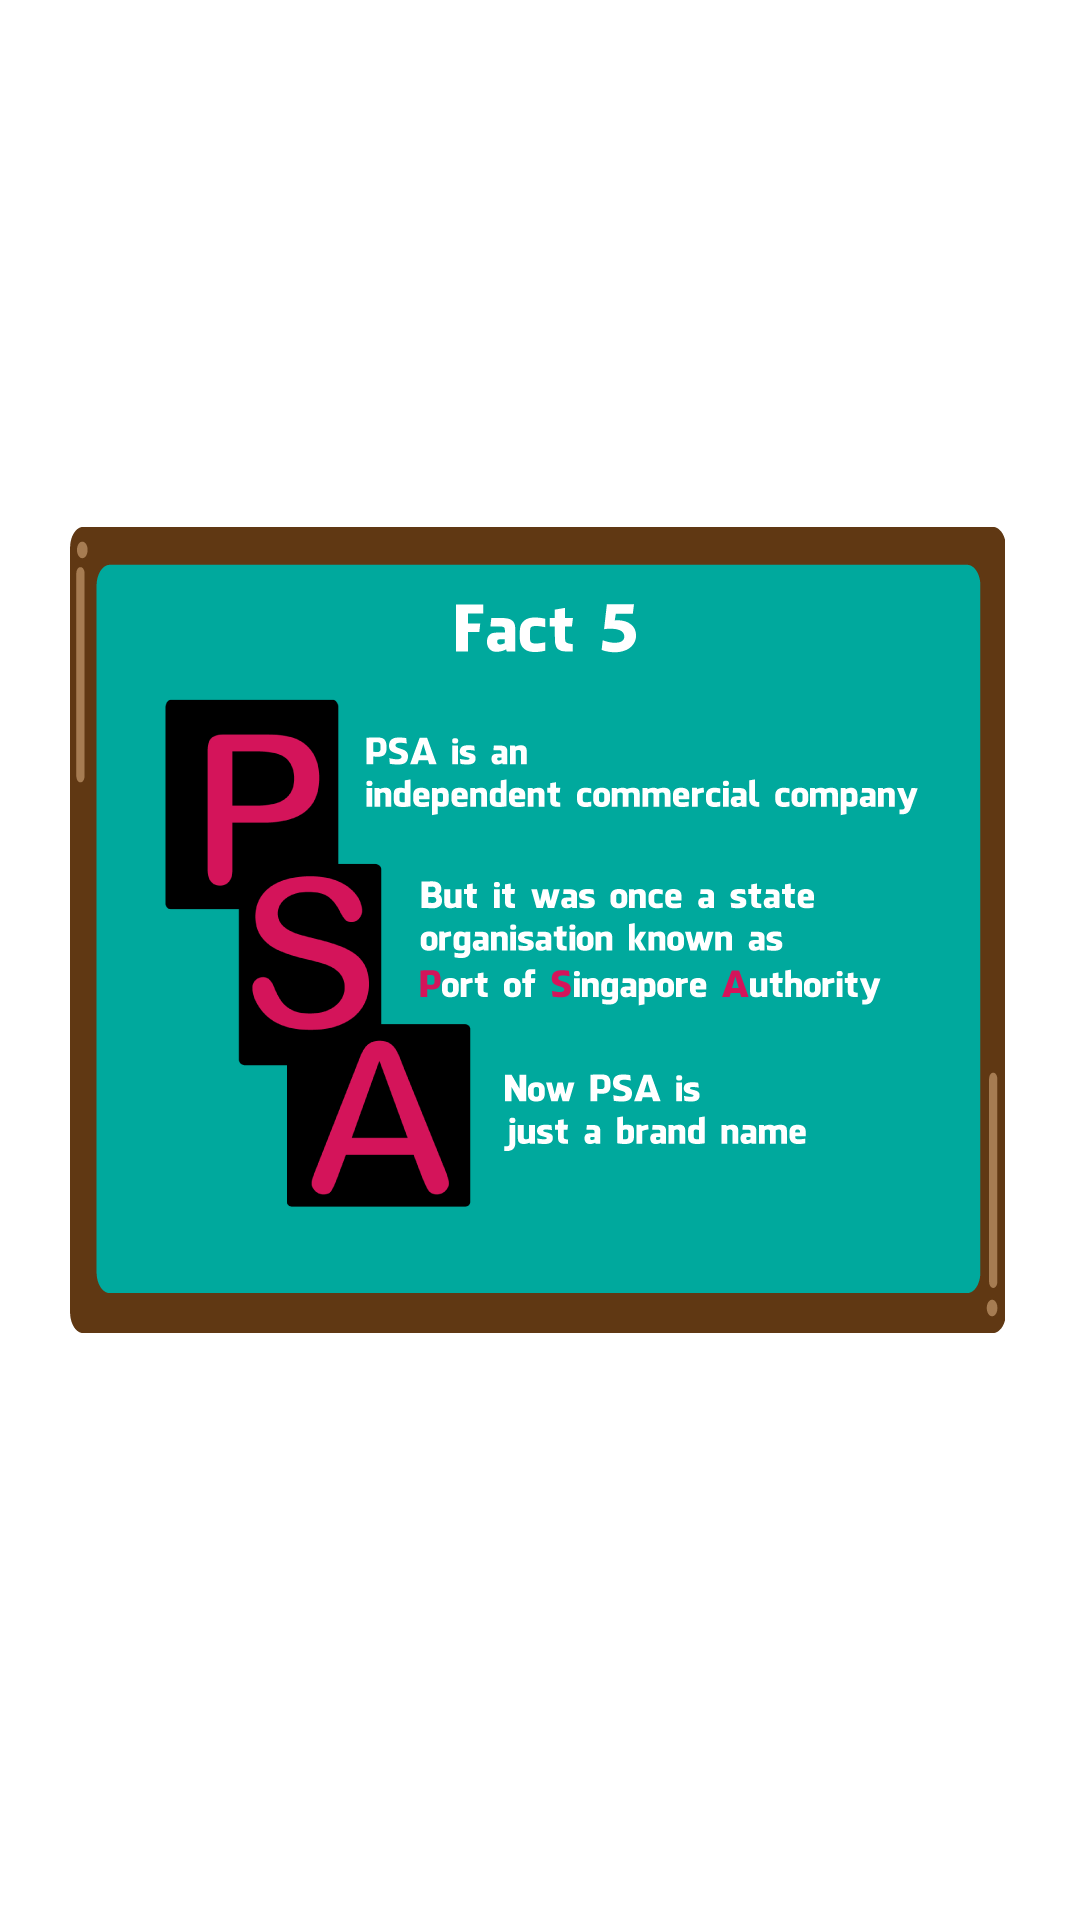 Fact 5
P
PSA is an
independent commercial company
S
But it was once a state
organisation known as
Port of Singapore Authority
A
Now PSA is
just a brand name